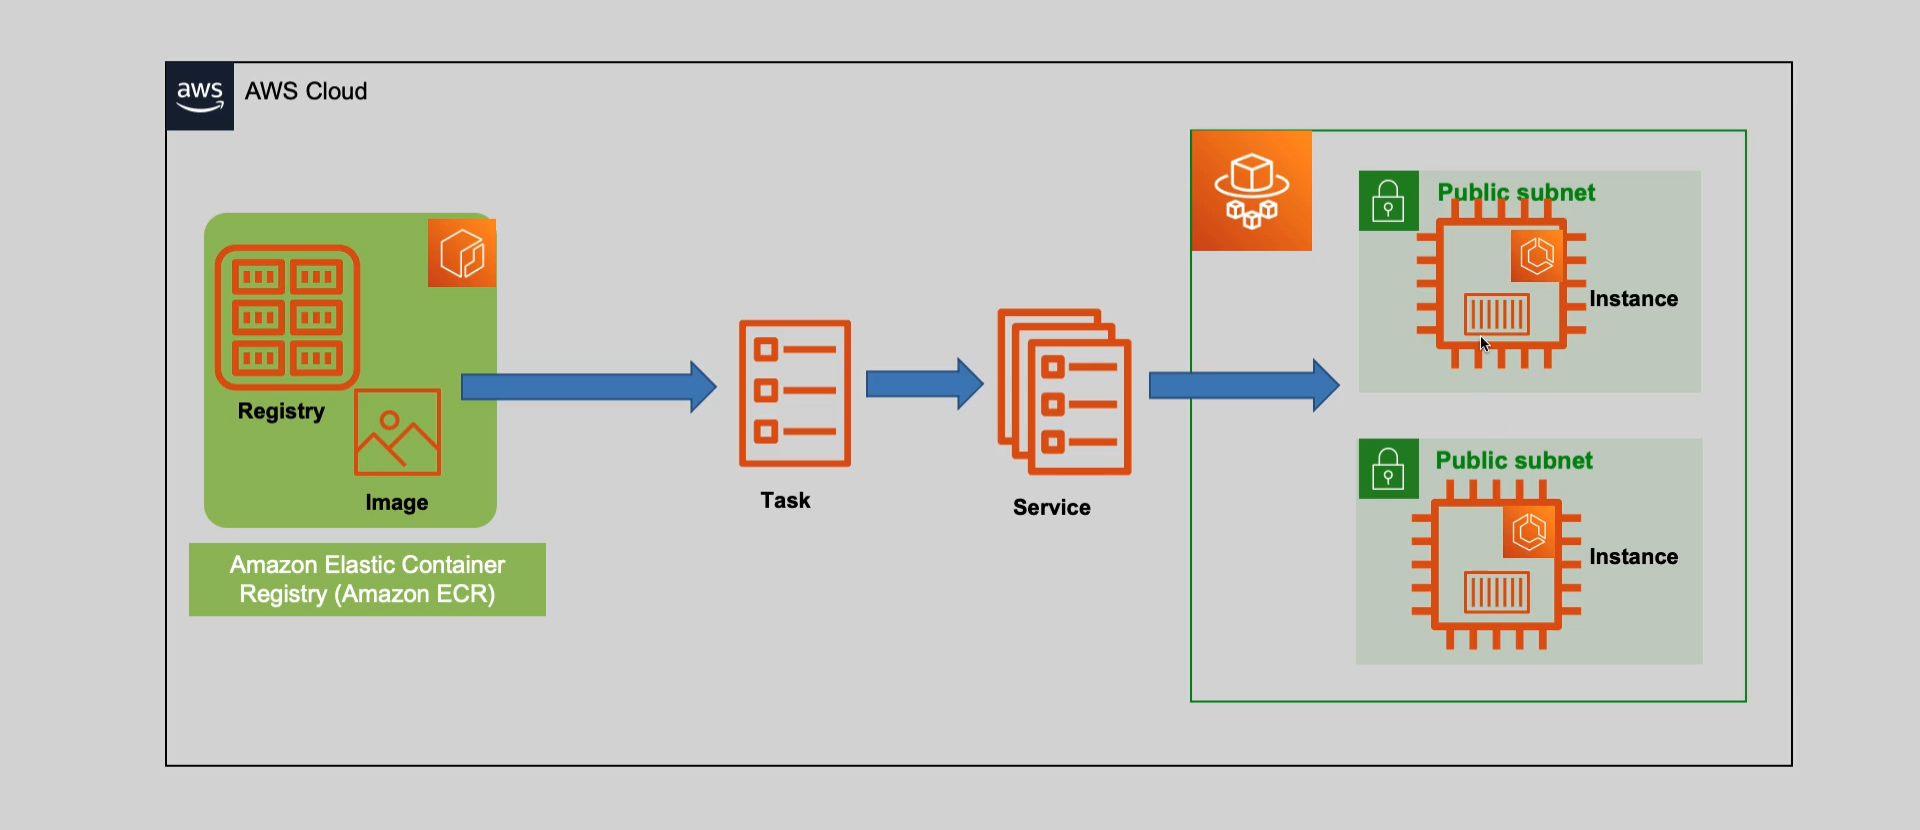 aws
AWS Cloud
Registry
Image
Amazon Elastic Container
Registry (Amazon ECR)
Task
Service
Public subnet
Instance
Public subnet
Instance